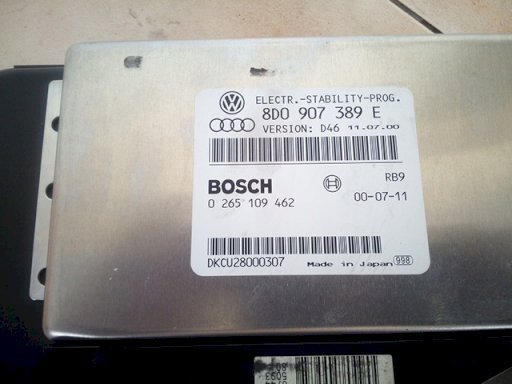 ELECTR.-STABILITY-PROG.
8D0 907 389 E
VERSION: D46 11.07.00
RB9
BOSCH
0 265 109 462
00-07-11
DKCU28000307
Made in Japan 998